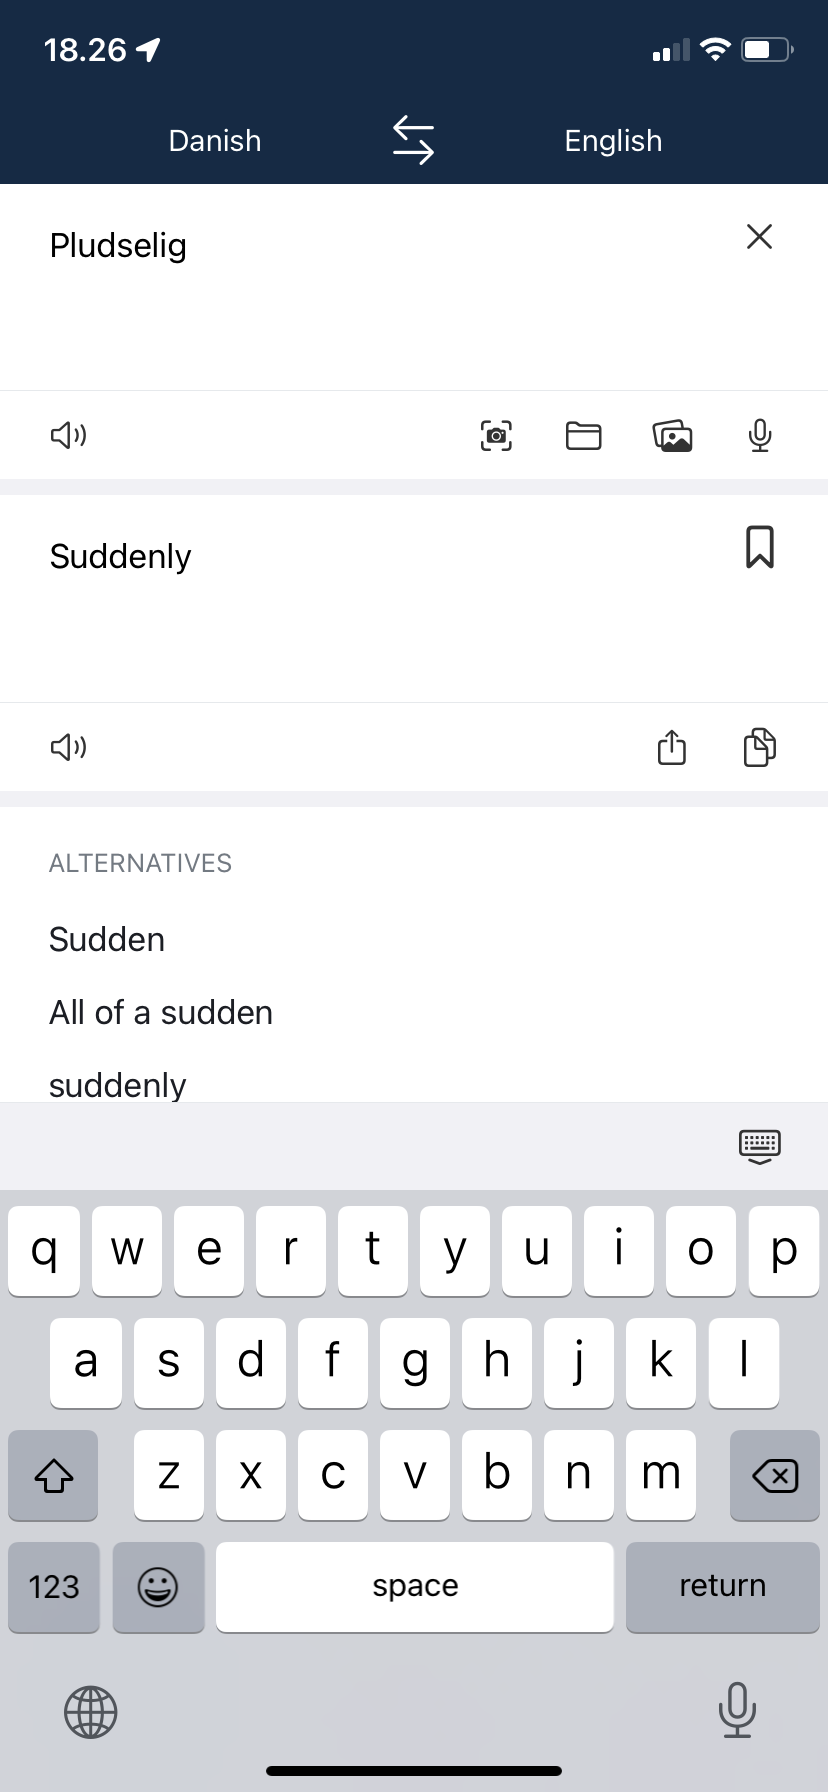 18.26
Danish English
Pludselig
Suddenly
ALTERNATIVES
Sudden
All of a sudden
suddenly
q w e r t y u i o p
a s d f g h j k l
z x c v b n m
123 space return